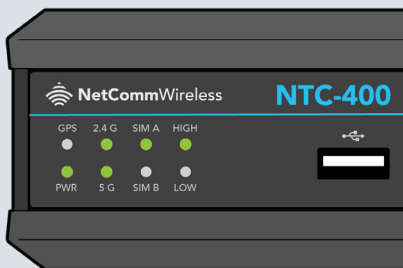 NetCommWireless
NTC-400
GPS 2.4 G SIM A HIGH
PWR 5 G SIM B LOW